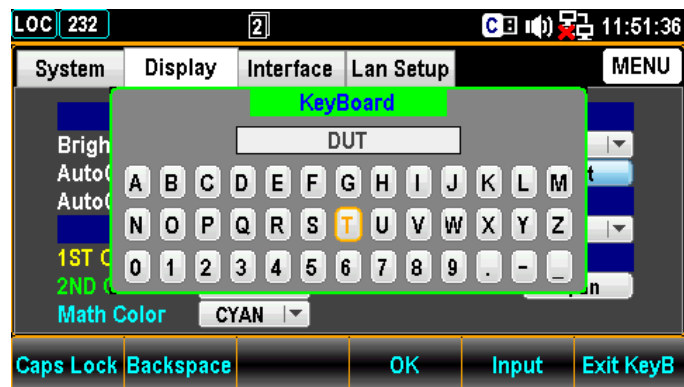 LOC 232 2 C 11:51:36
System Display Interface Lan Setup MENU
KeyBoard
DUT
Brigh
Auto
A B C D E F G H I J K L M
Auto
N O P Q R S T U V W X Y Z
1ST
0 1 2 3 4 5 6 7 8 9 . - _
2ND
Math Color CYAN
Caps Lock Backspace OK Input Exit KeyB